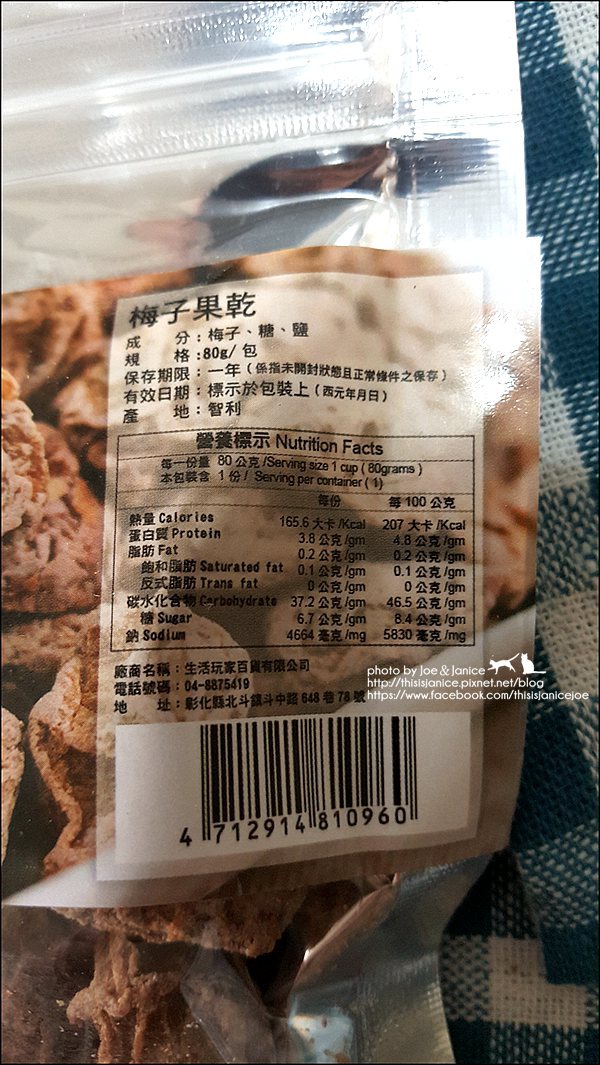 梅子果乾
成 分：梅子、糖、鹽
規 格：80g/ 包
保存期限：一年（係指未開封狀態且正常條件之保存）
有效日期：標示於包裝上（西元年月日）
產 地：智利
營養標示 Nutrition Facts
每一份量 80 公克 /Serving size 1 cup ( 80grams )
本包裝含 1 份 / Serving per container ( 1)
每份 每 100 公克
熱量 Calories 165.6 大卡 /Kcal 207 大卡 /Kcal
蛋白質 Protein 3.8 公克 /gm 4.8 公克 /gm
脂肪 Fat 0.2 公克 /gm 0.2 公克 /gm
飽和脂肪 Saturated fat 0.1 公克 /gm 0.1 公克 /gm
反式脂肪 Trans fat 0 公克 /gm 0 公克 /gm
碳水化合物 Carbohydrate 37.2 公克 /gm 46.5 公克 /gm
糖 Sugar 6.7 公克 /gm 8.4 公克 /gm
鈉 Sodium 4664 毫克 /mg 5830 毫克 /mg
廠商名稱：生活玩家百貨有限公司
電話號碼：04-8875419
地 址：彰化縣北斗鎮斗中路 648 巷 78 號
photo by Joe & Janice
http://thisisjanice.pixnet.net/blog
https://www.facebook.com/thisisjanicejoe
4 712914 810960